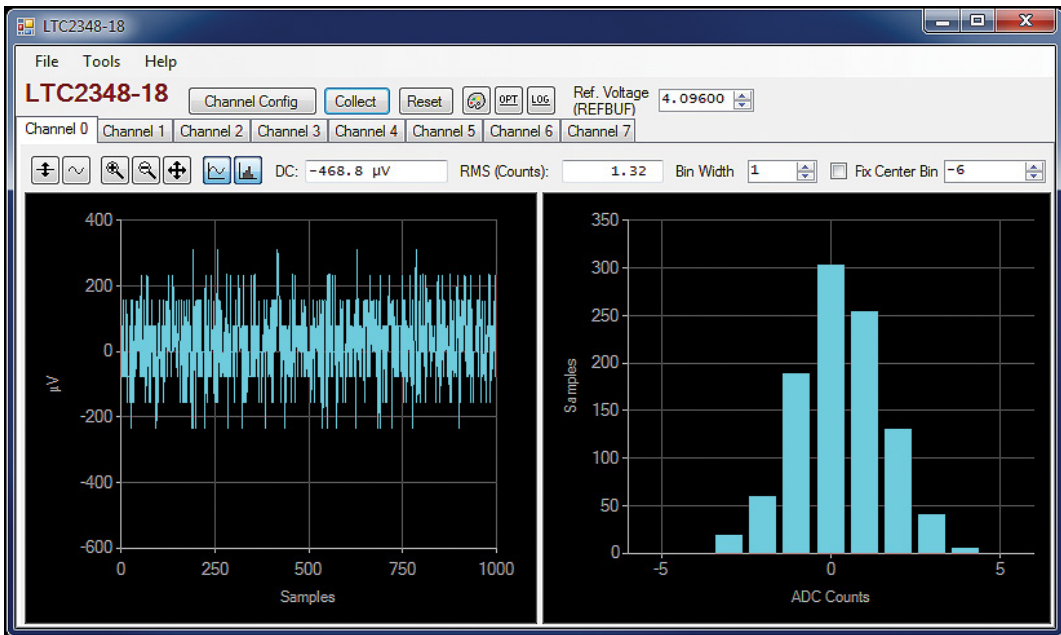 LTC2348-18
File Tools Help
LTC2348-18 Channel Config Collect Reset OPT LOG Ref. Voltage (REFBUF) 4.09600
Channel 0 Channel 1 Channel 2 Channel 3 Channel 4 Channel 5 Channel 6 Channel 7
DC: -468.8 µV RMS (Counts): 1.32 Bin Width 1 Fix Center Bin -6
400
200
0
-200
-400
-600
µV
0 250 500 750 1000
Samples
350
300
250
200
150
100
50
0
Samples
-5 0 5
ADC Counts